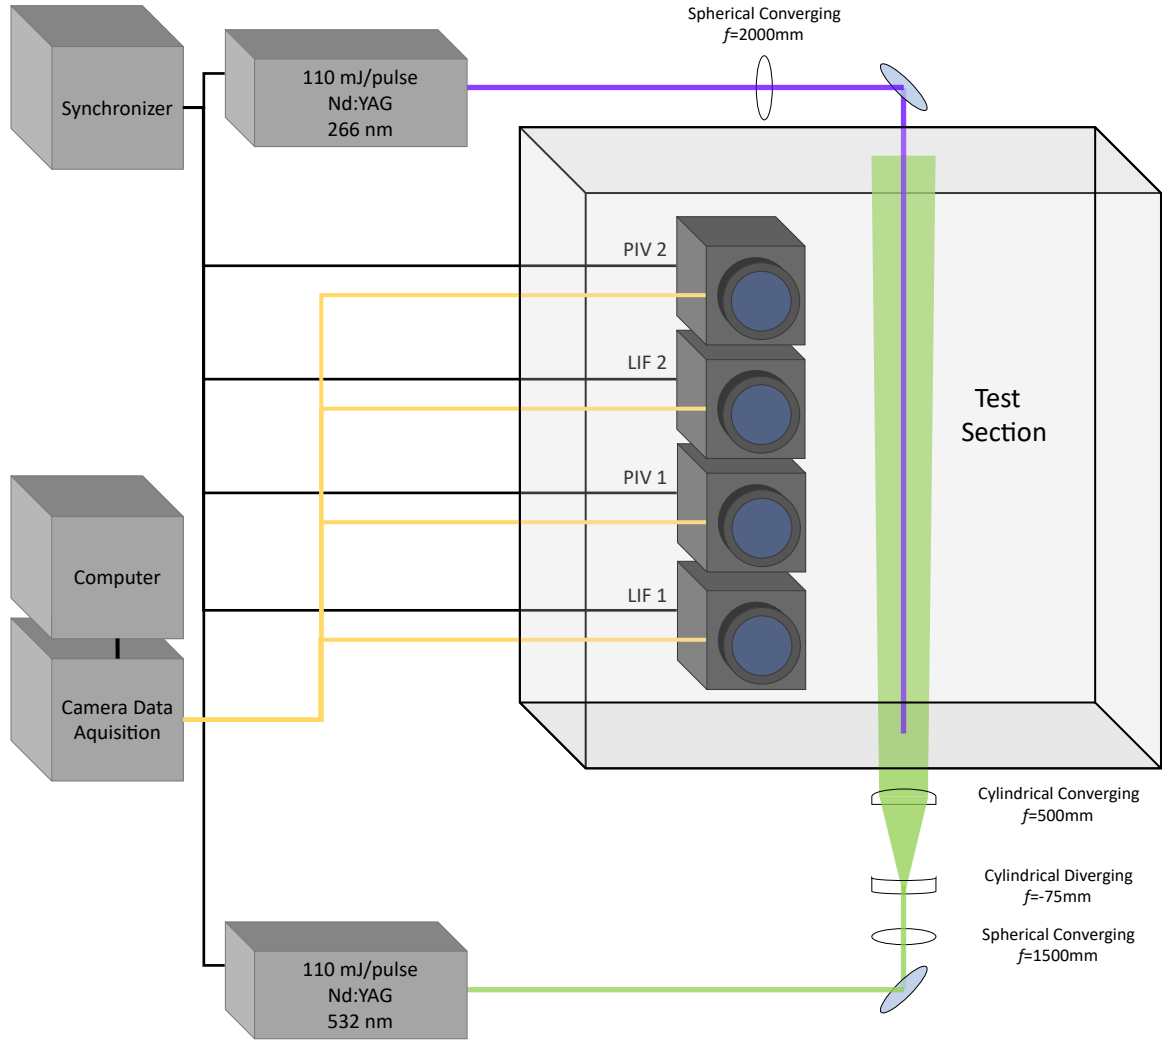 Spherical Converging
f=2000mm
Synchronizer
110 mJ/pulse
Nd:YAG
266 nm
PIV 2
LIF 2
PIV 1
LIF 1
Test
Section
Computer
Camera Data
Aquisition
Cylindrical Converging
f=500mm
Cylindrical Diverging
f=-75mm
Spherical Converging
f=1500mm
110 mJ/pulse
Nd:YAG
532 nm